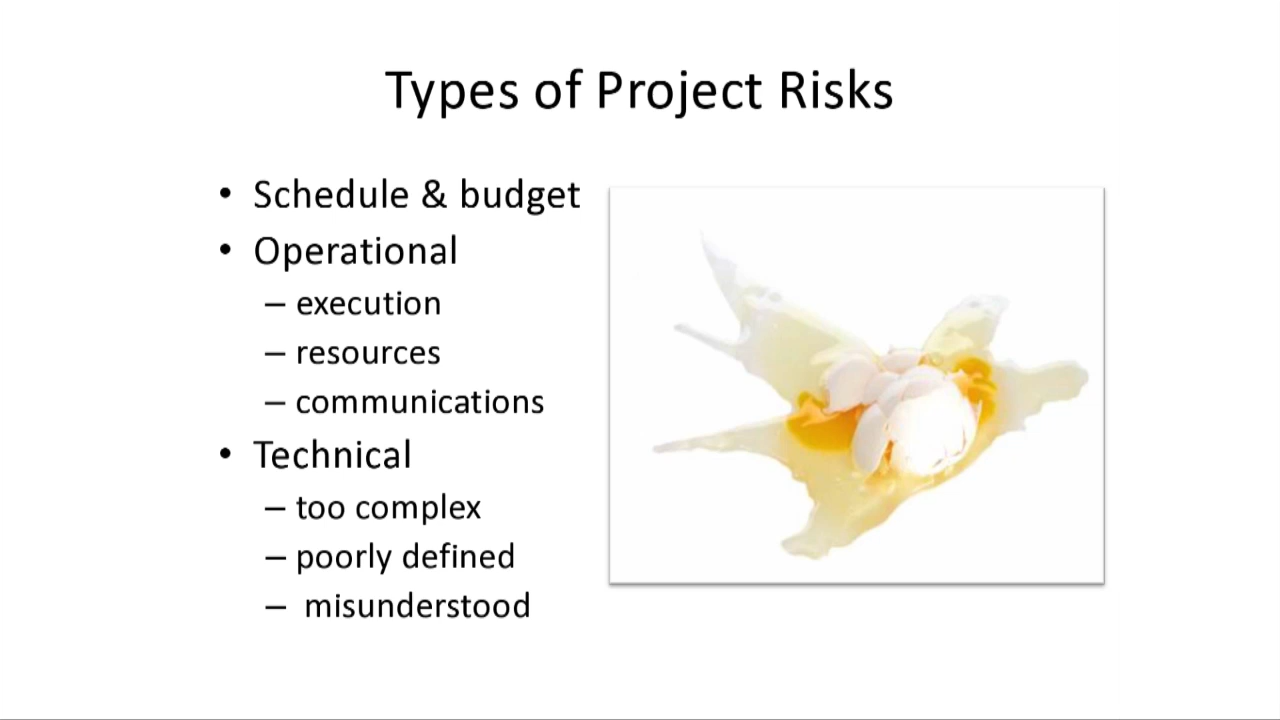 Types of Project Risks
• Schedule & budget
• Operational
– execution
– resources
– communications
• Technical
– too complex
– poorly defined
– misunderstood